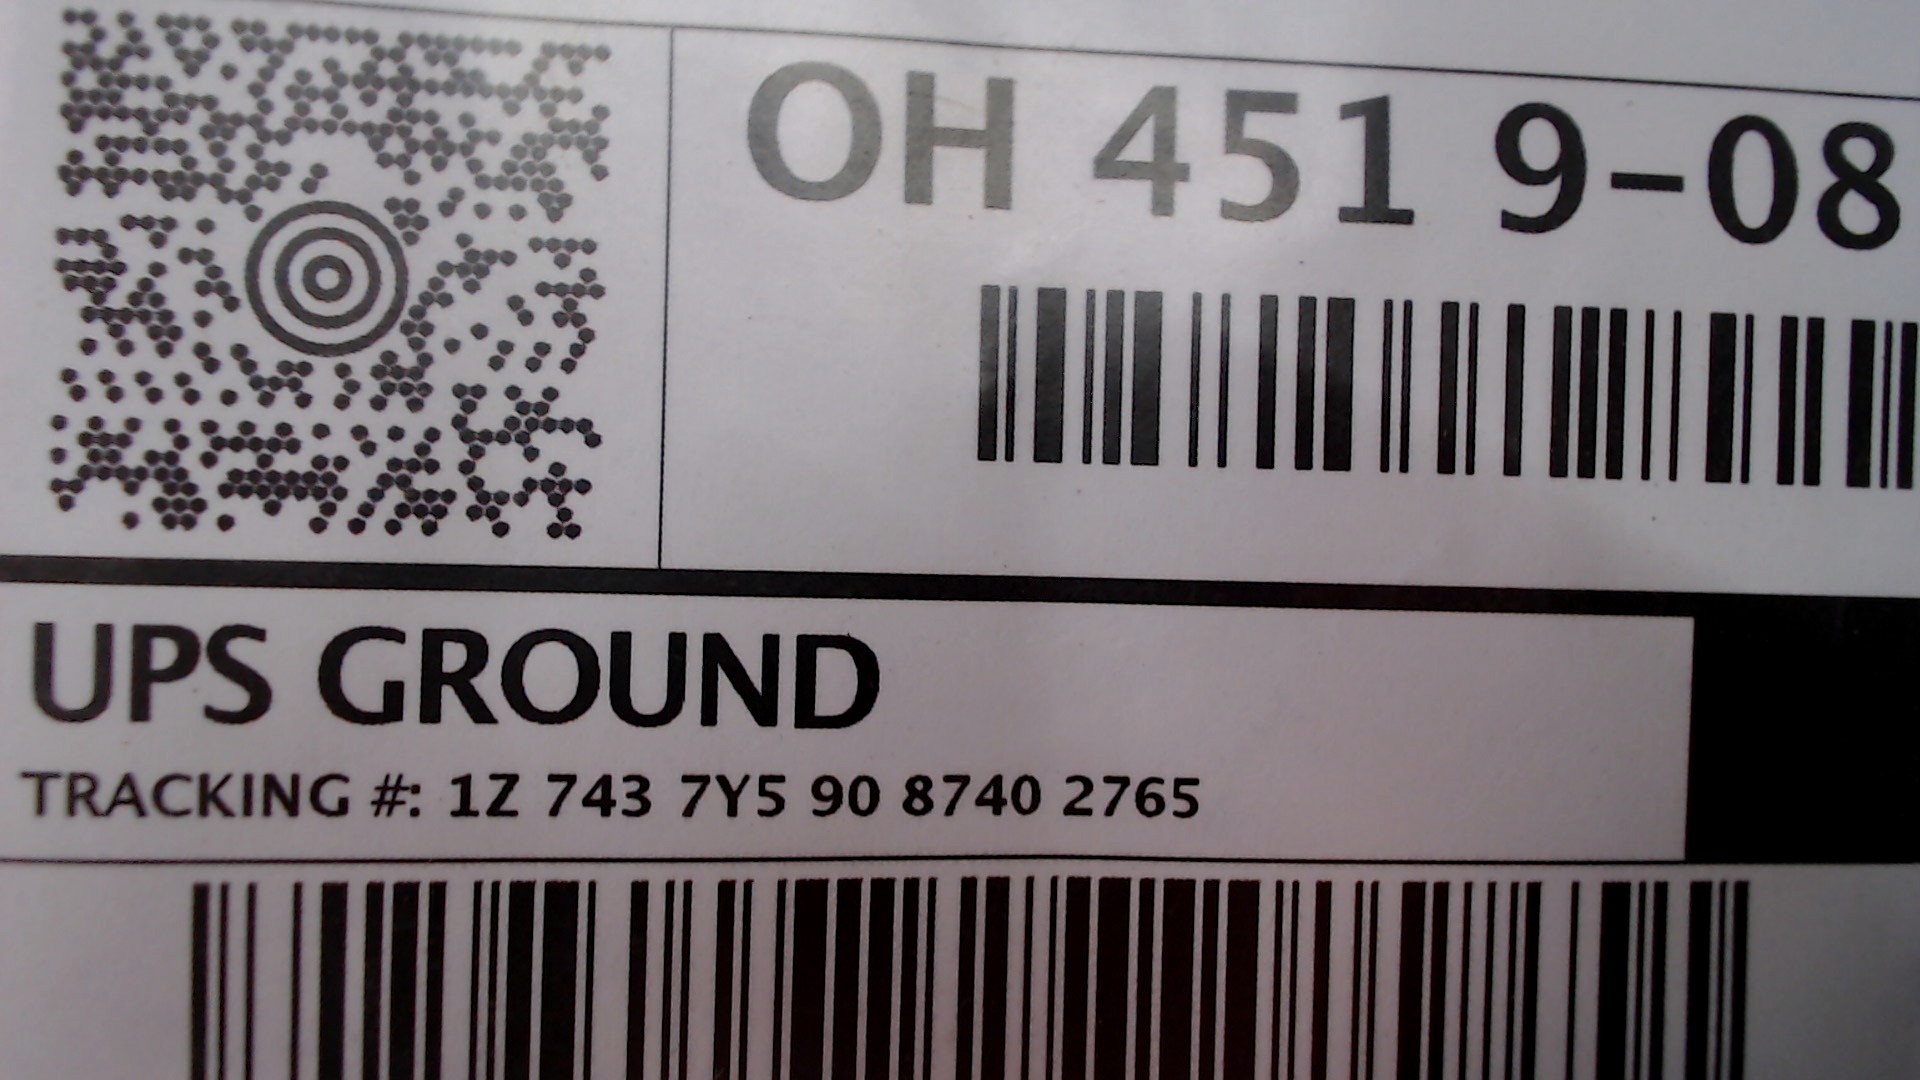 OH 451 9-08
UPS GROUND
TRACKING #: 1Z 743 7Y5 90 8740 2765